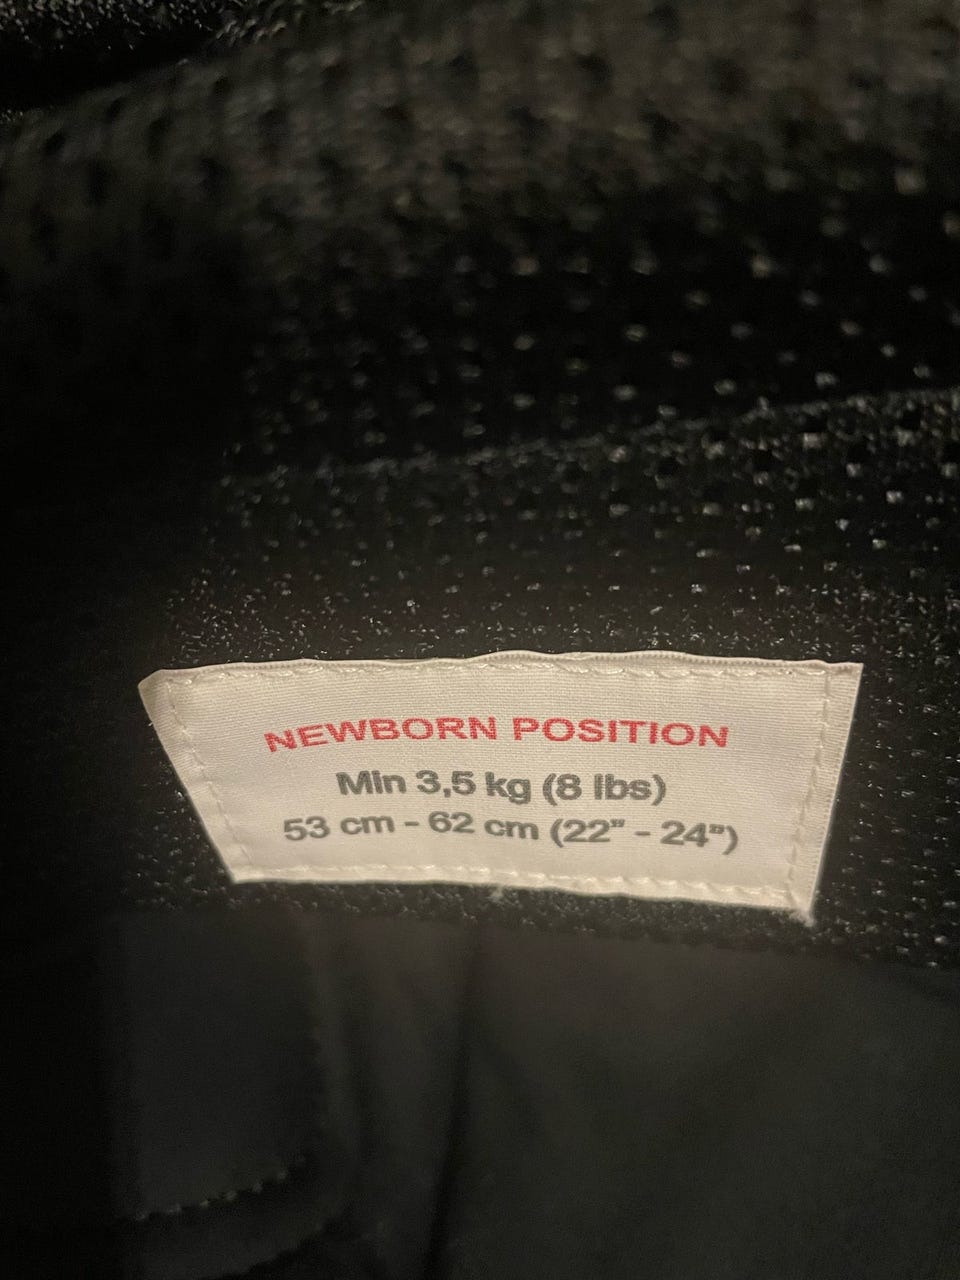 NEWBORN POSITION
Min 3,5 kg (8 lbs)
53 cm - 62 cm (22" - 24")